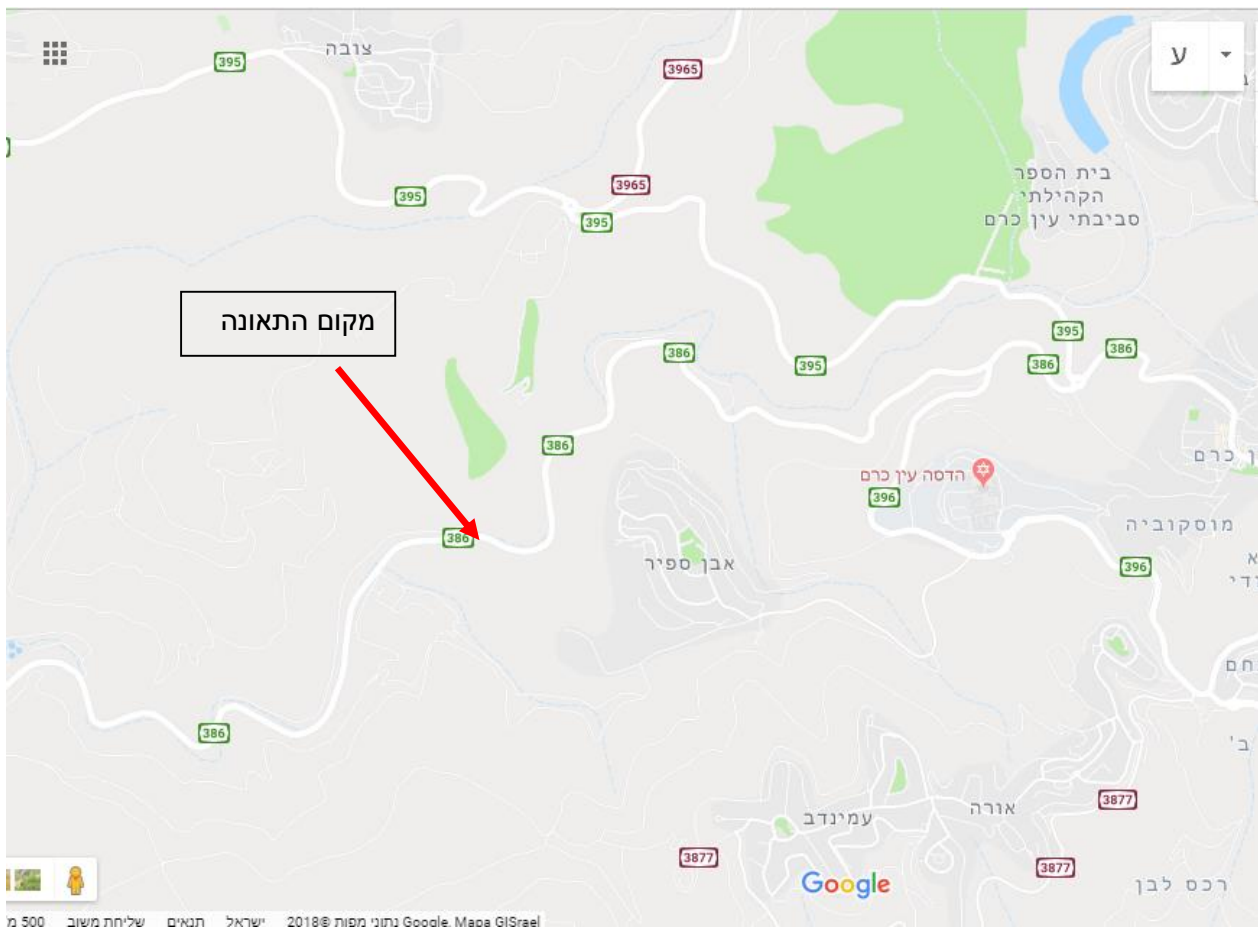 צובה
ע
395
3965
3965
395
395
בית הספר
הקהילתי
סביבתי עין כרם
מקום התאונה
395
386
386
386
395
386
כרם
הדסה עין כרם
396
מוסקוביה
386
396
אבן ספיר
386
ב'
3877
אורה
עמינדב
3877
3877
רכס לבן
Google
נתוני מפות ©2018 Google, Mapa GISrael ישראל תנאים שליחת משוב 500 מ